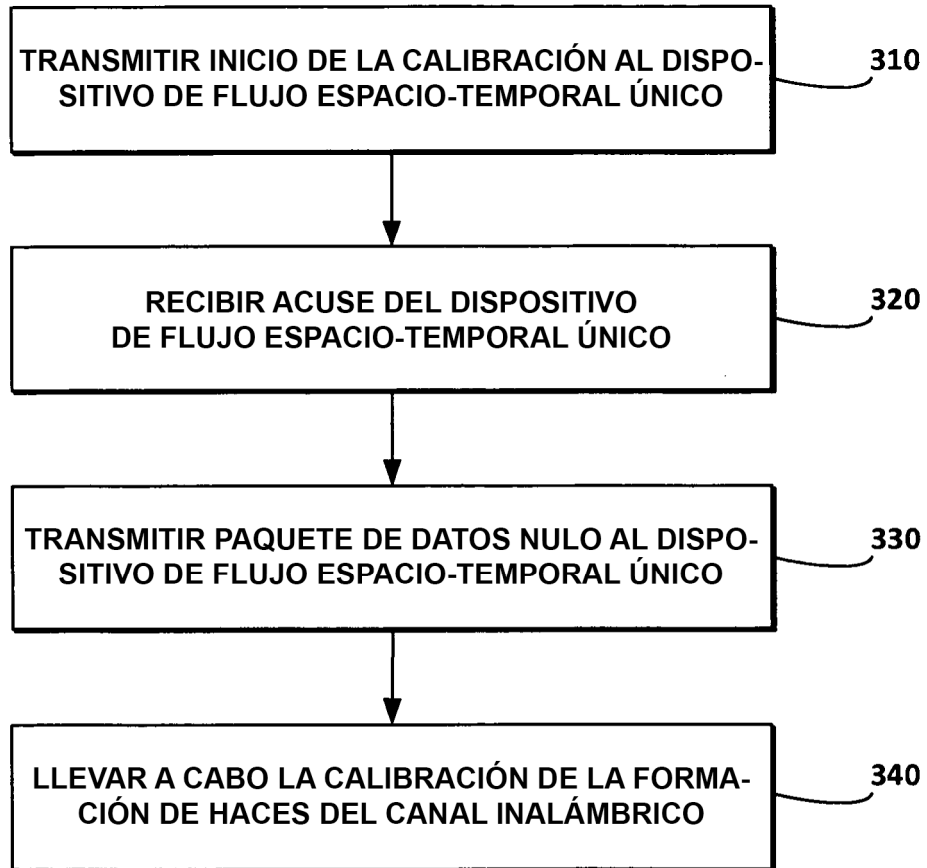 TRANSMITIR INICIO DE LA CALIBRACIÓN AL DISPO-
SITIVO DE FLUJO ESPACIO-TEMPORAL ÚNICO
310
RECIBIR ACUSE DEL DISPOSITIVO
DE FLUJO ESPACIO-TEMPORAL ÚNICO
320
TRANSMITIR PAQUETE DE DATOS NULO AL DISPO-
SITIVO DE FLUJO ESPACIO-TEMPORAL ÚNICO
330
LLEVAR A CABO LA CALIBRACIÓN DE LA FORMA-
CIÓN DE HACES DEL CANAL INALÁMBRICO
340